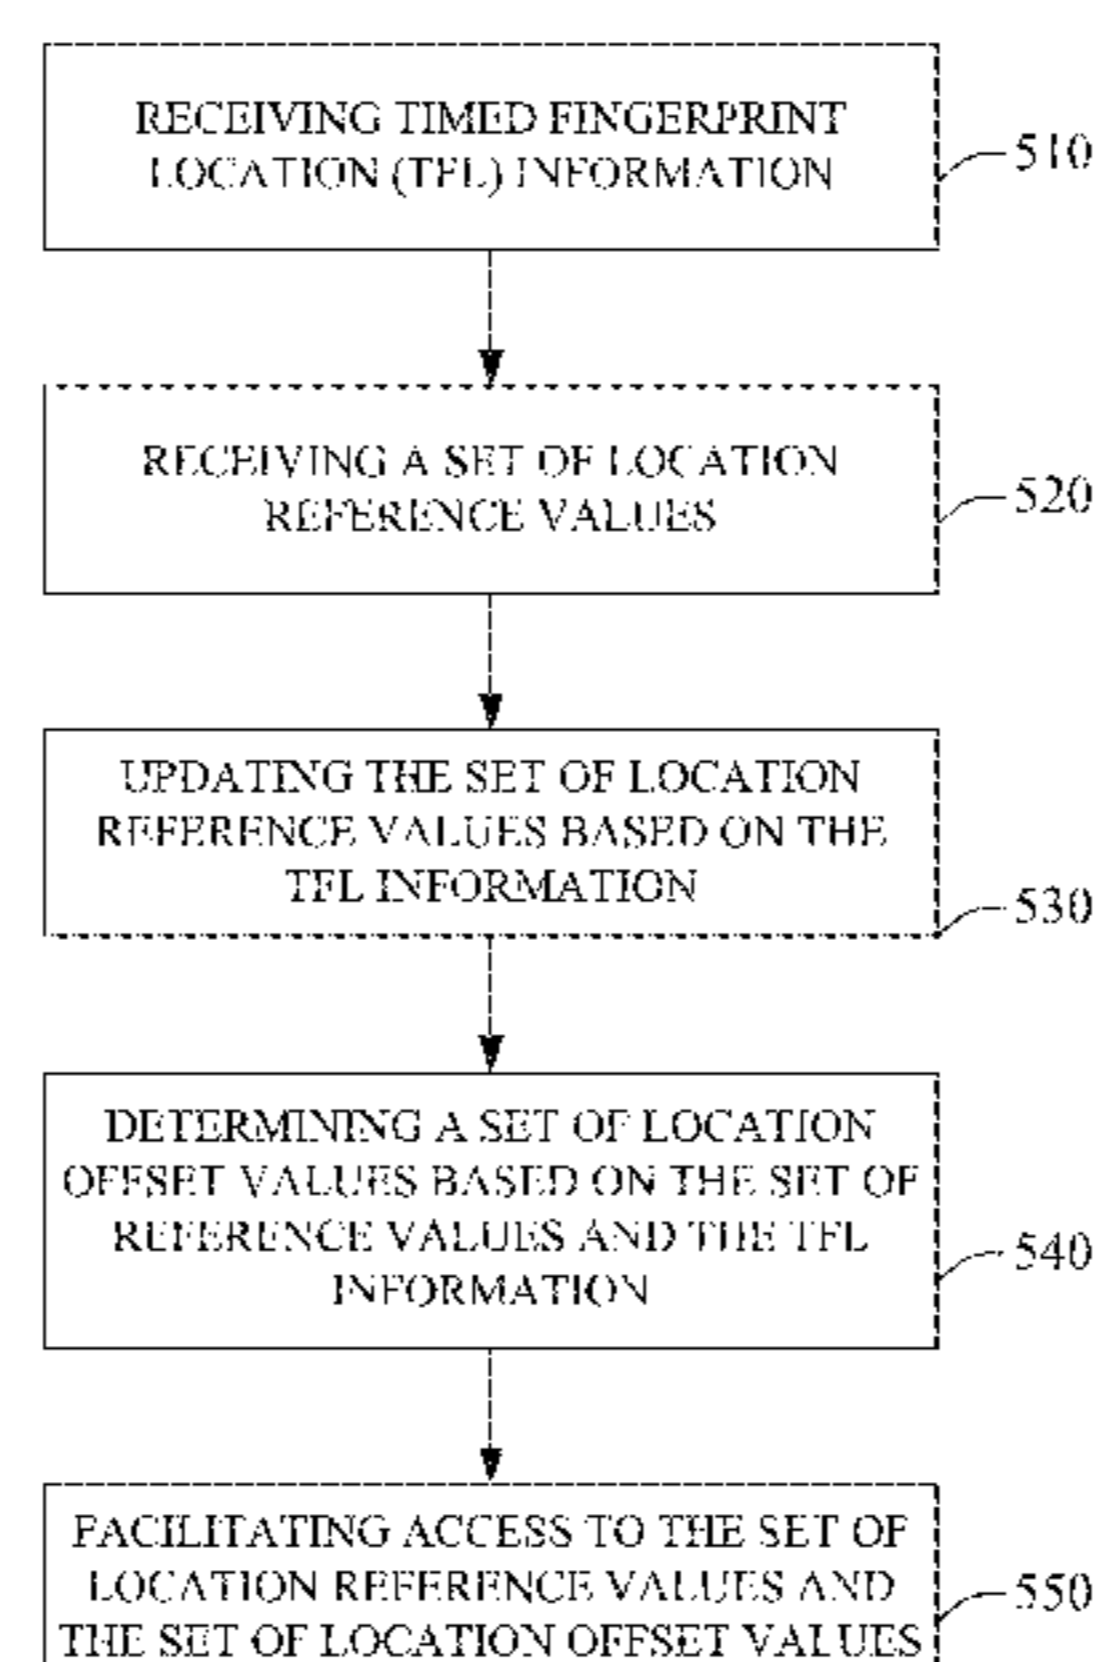 RECEIVING TIMED FINGERPRINT
LOCATION (TFL) INFORMATION
510
RECEIVING A SET OF LOCATION
REFERENCE VALUES
520
UPDATING THE SET OF LOCATION
REFERENCE VALUES BASED ON THE
TFL INFORMATION
530
DETERMINING A SET OF LOCATION
OFFSET VALUES BASED ON THE SET OF
REFERENCE VALUES AND THE TFL
INFORMATION
540
FACILITATING ACCESS TO THE SET OF
LOCATION REFERENCE VALUES AND
THE SET OF LOCATION OFFSET VALUES
550